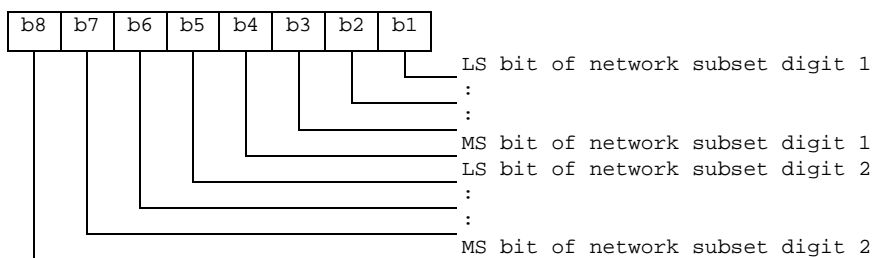 b8 b7 b6 b5 b4 b3 b2 b1
LS bit of network subset digit 1
:
:
MS bit of network subset digit 1
LS bit of network subset digit 2
:
:
MS bit of network subset digit 2